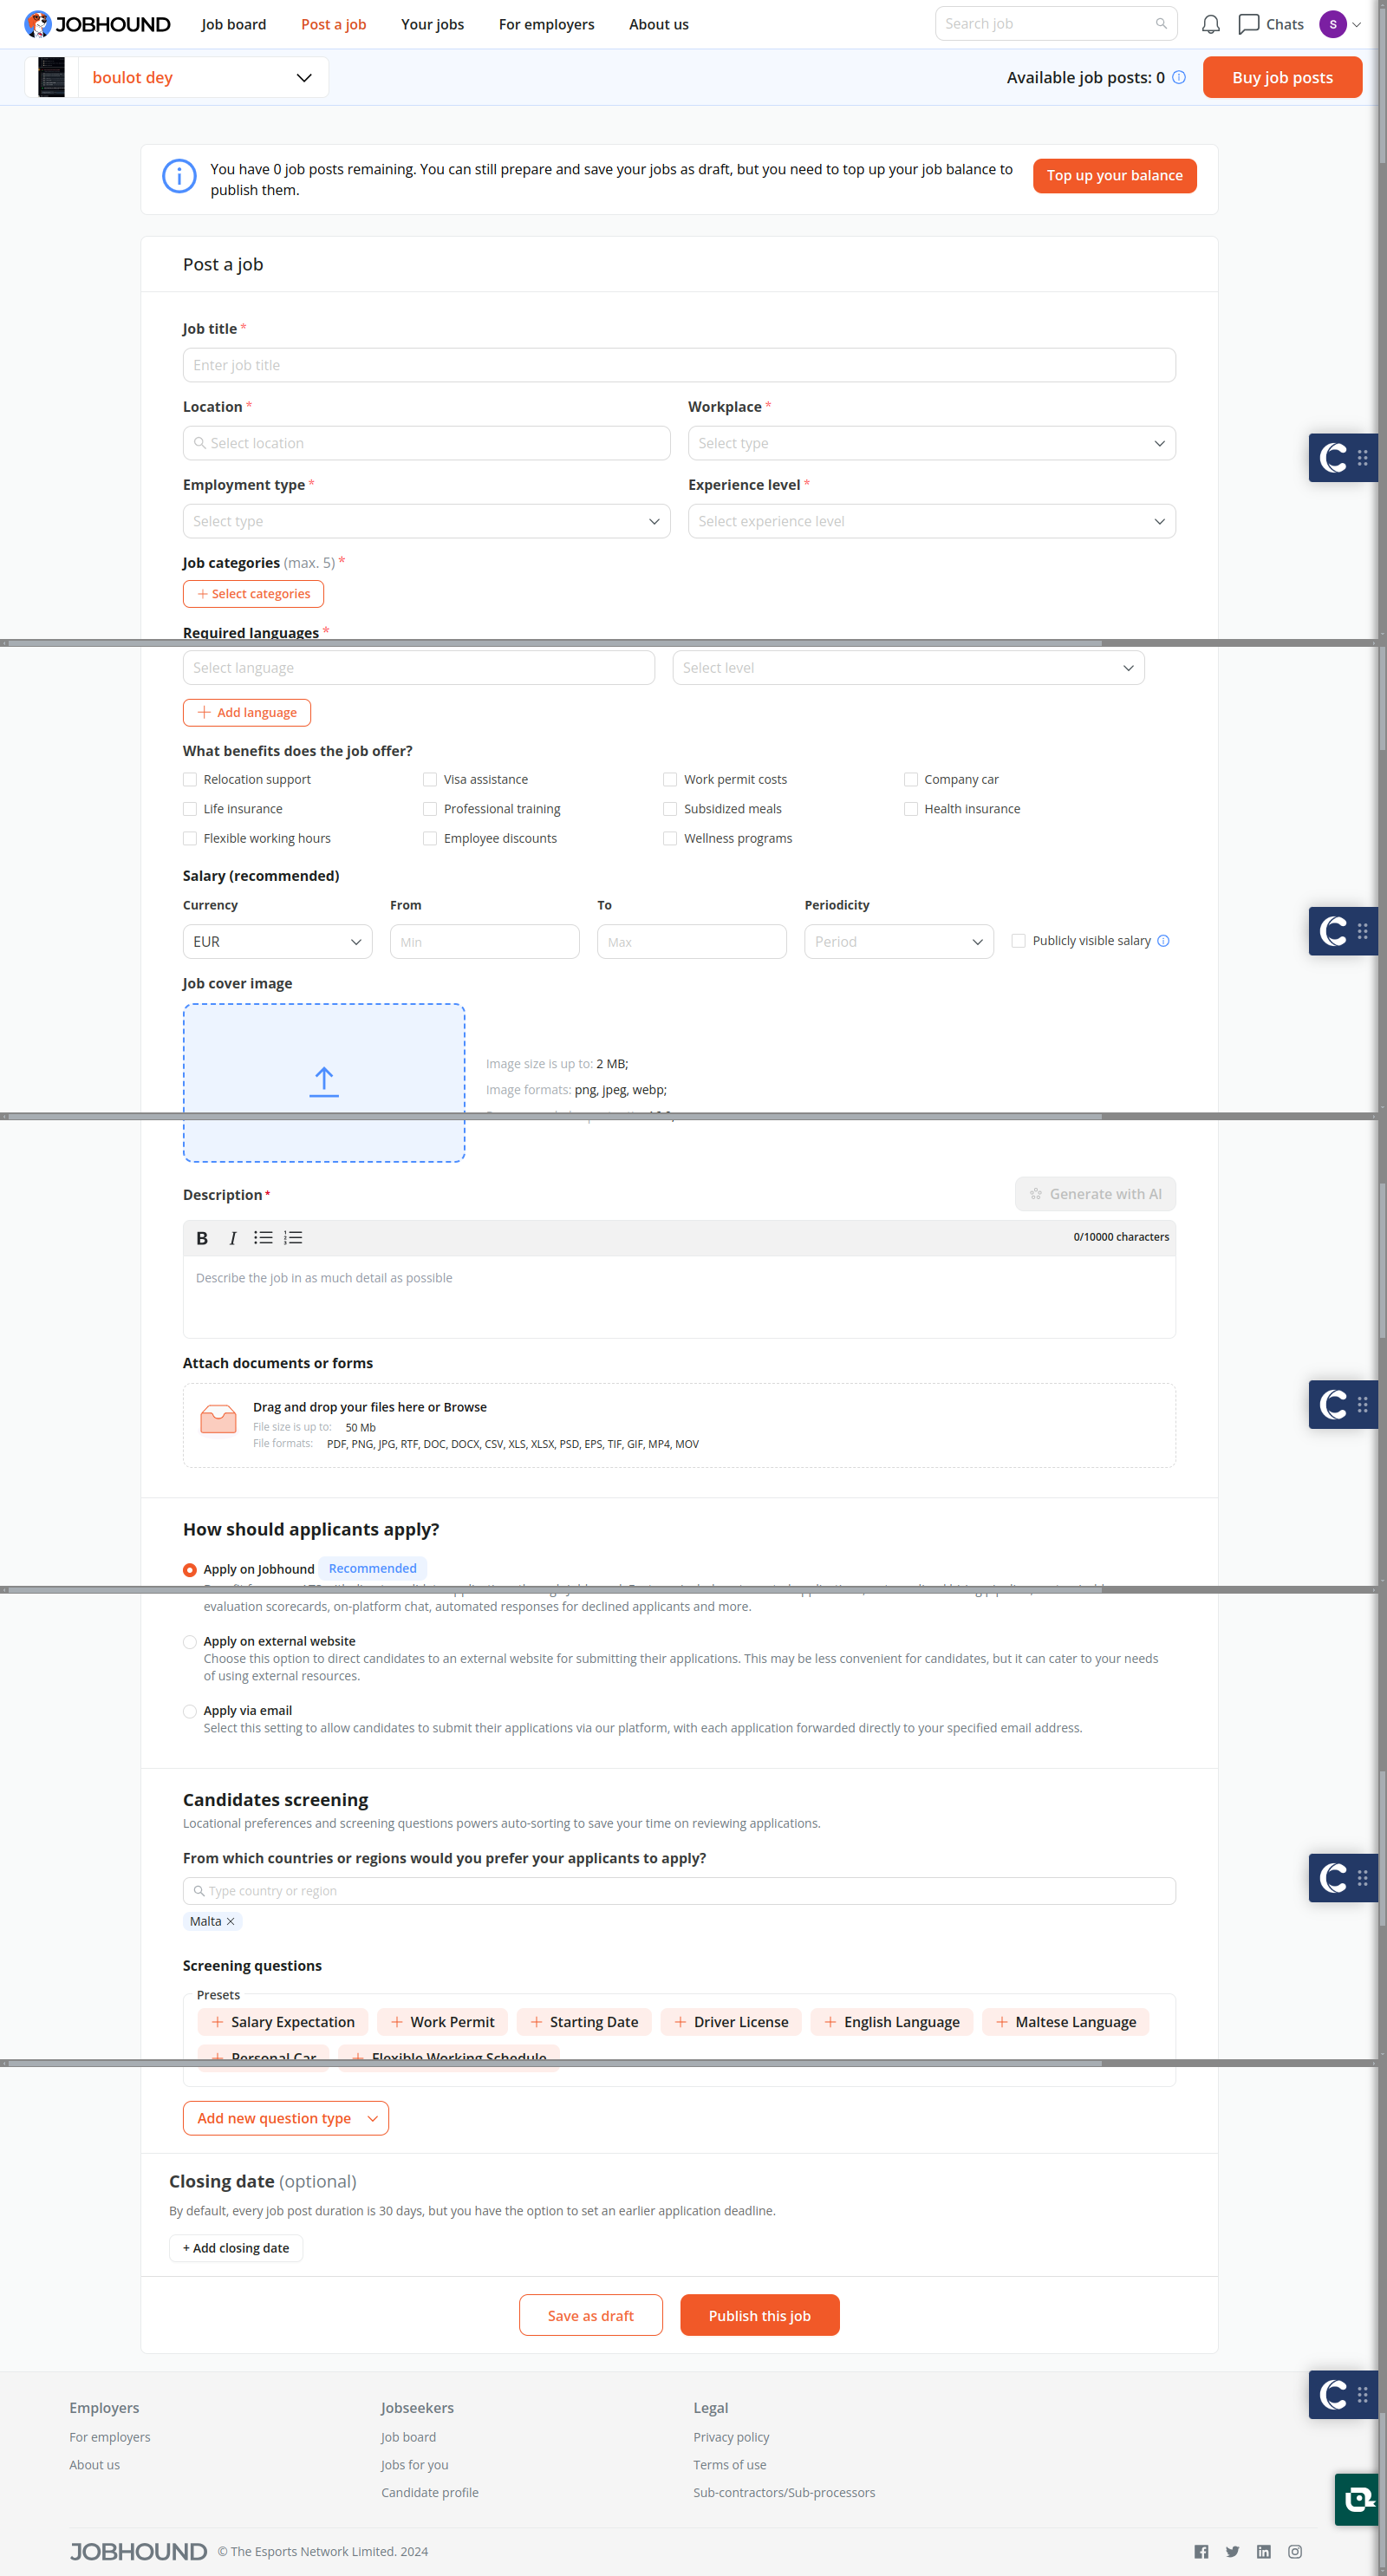 JOBHOUND Job board Post a job Your jobs For employers About us Search job Chats S
boulot dey Available job posts: 0 Buy job posts
You have 0 job posts remaining. You can still prepare and save your jobs as draft, but you need to top up your job balance to
publish them.
Top up your balance
Post a job
Job title *
Enter job title
Location * Workplace *
Select location Select type
Employment type * Experience level *
Select type Select experience level
Job categories (max. 5) *
+ Select categories
Required languages *
Select language Select level
+ Add language
What benefits does the job offer?
Relocation support Visa assistance Work permit costs Company car
Life insurance Professional training Subsidized meals Health insurance
Flexible working hours Employee discounts Wellness programs
Salary (recommended)
Currency From To Periodicity
EUR Min Max Period Publicly visible salary
Job cover image
Image size is up to: 2 MB;
Image formats: png, jpeg, webp;
Description * Generate with AI
B I 0/10000 characters
Describe the job in as much detail as possible
Attach documents or forms
Drag and drop your files here or Browse
File size is up to: 50 Mb
File formats: PDF, PNG, JPG, RTF, DOC, DOCX, CSV, XLS, XLSX, PSD, EPS, TIF, GIF, MP4, MOV
How should applicants apply?
Apply on Jobhound Recommended
evaluation scorecards, on-platform chat, automated responses for declined applicants and more.
Apply on external website
Choose this option to direct candidates to an external website for submitting their applications. This may be less convenient for candidates, but it can cater to your needs
of using external resources.
Apply via email
Select this setting to allow candidates to submit their applications via our platform, with each application forwarded directly to your specified email address.
Candidates screening
Locational preferences and screening questions powers auto-sorting to save your time on reviewing applications.
From which countries or regions would you prefer your applicants to apply?
Type country or region
Malta
Screening questions
Presets
+ Salary Expectation + Work Permit + Starting Date + Driver License + English Language + Maltese Language
+ Personal Car + Flexible Working Schedule
Add new question type
Closing date (optional)
By default, every job post duration is 30 days, but you have the option to set an earlier application deadline.
+ Add closing date
Save as draft Publish this job
Employers Jobseekers Legal
For employers Job board Privacy policy
About us Jobs for you Terms of use
Candidate profile Sub-contractors/Sub-processors
JOBHOUND © The Esports Network Limited. 2024